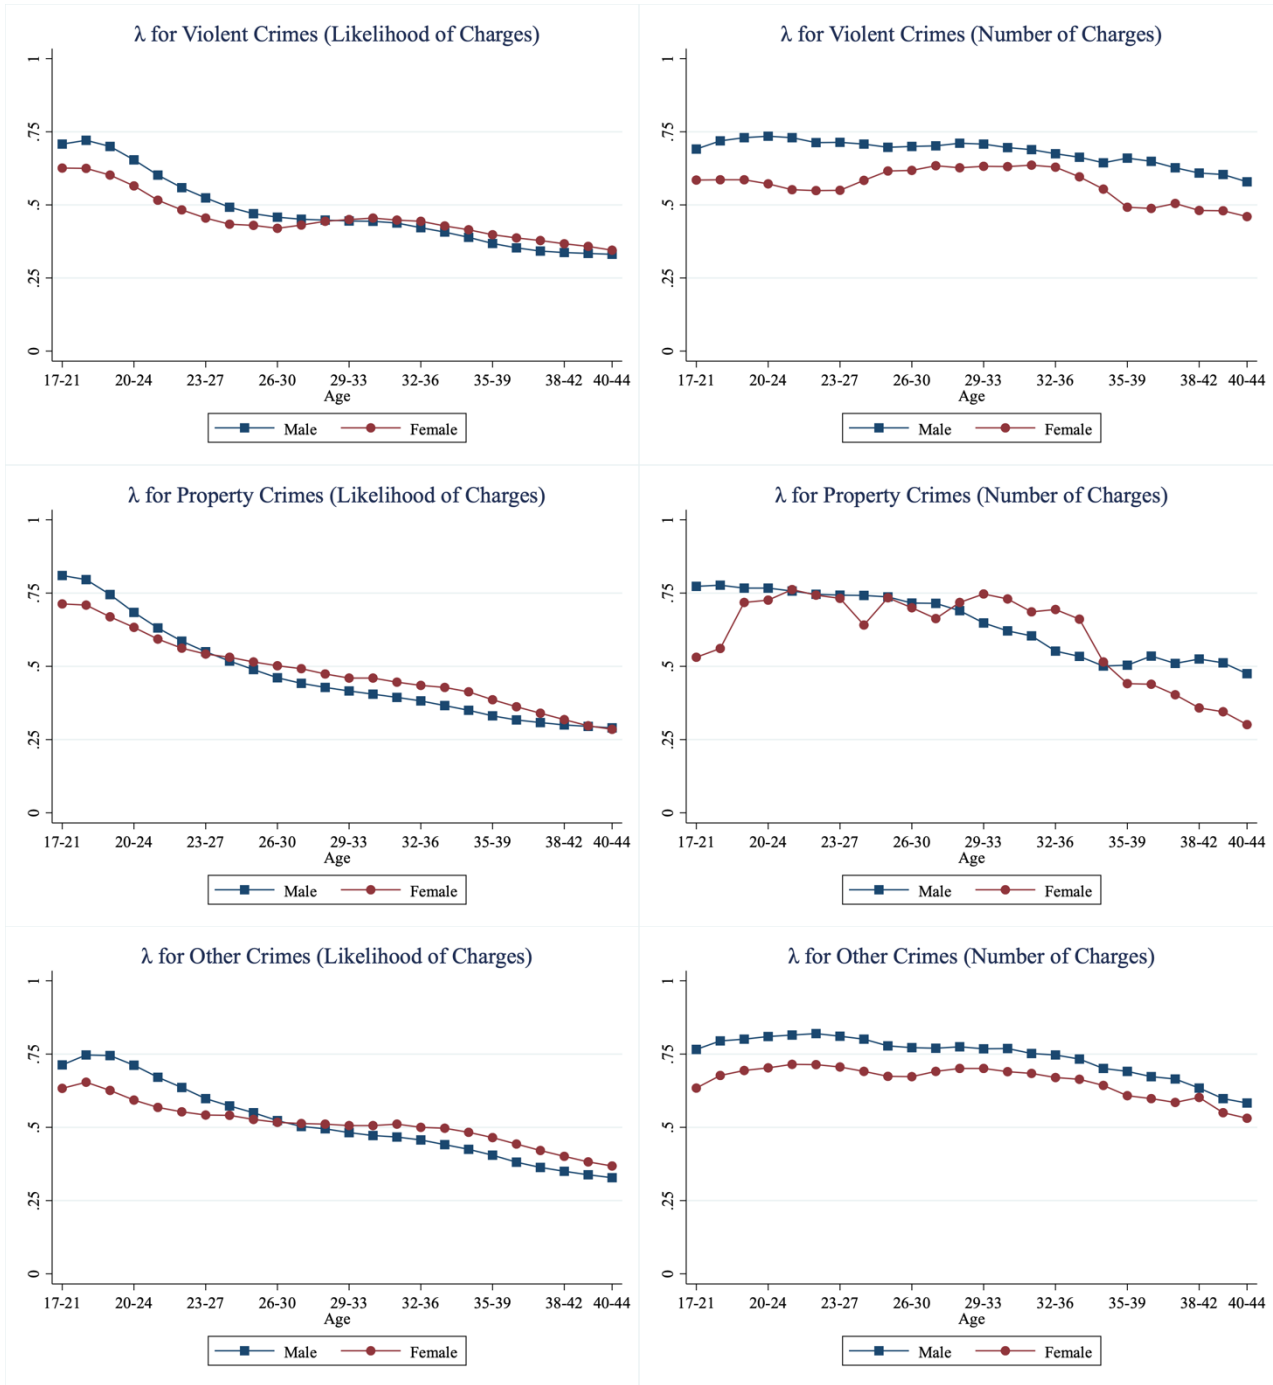 λ for Violent Crimes (Likelihood of Charges)
1
.75
.5
.25
0
17-21 20-24 23-27 26-30 29-33 32-36 35-39 38-42 40-44
Age
Male Female
λ for Violent Crimes (Number of Charges)
1
.75
.5
.25
0
17-21 20-24 23-27 26-30 29-33 32-36 35-39 38-42 40-44
Age
Male Female
λ for Property Crimes (Likelihood of Charges)
1
.75
.5
.25
0
17-21 20-24 23-27 26-30 29-33 32-36 35-39 38-42 40-44
Age
Male Female
λ for Property Crimes (Number of Charges)
1
.75
.5
.25
0
17-21 20-24 23-27 26-30 29-33 32-36 35-39 38-42 40-44
Age
Male Female
λ for Other Crimes (Likelihood of Charges)
1
.75
.5
.25
0
17-21 20-24 23-27 26-30 29-33 32-36 35-39 38-42 40-44
Age
Male Female
λ for Other Crimes (Number of Charges)
1
.75
.5
.25
0
17-21 20-24 23-27 26-30 29-33 32-36 35-39 38-42 40-44
Age
Male Female